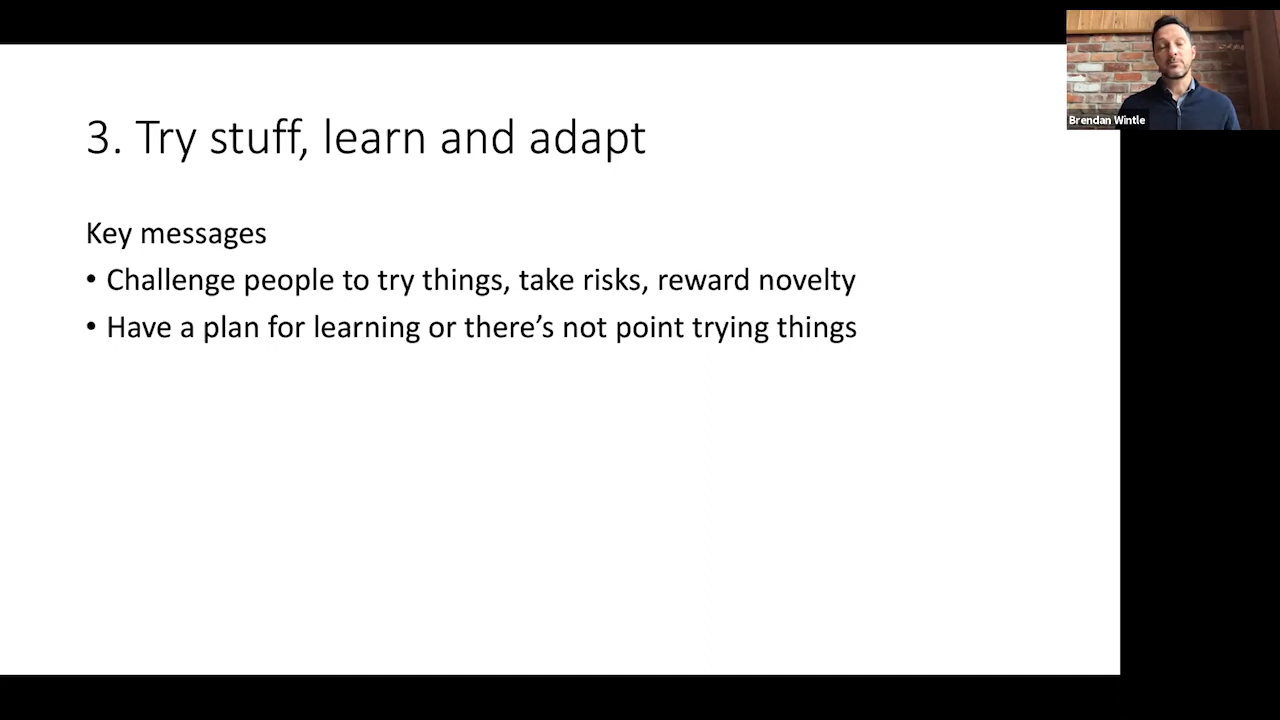 3. Try stuff, learn and adapt
Key messages
• Challenge people to try things, take risks, reward novelty
• Have a plan for learning or there’s not point trying things
Brendan Wintle